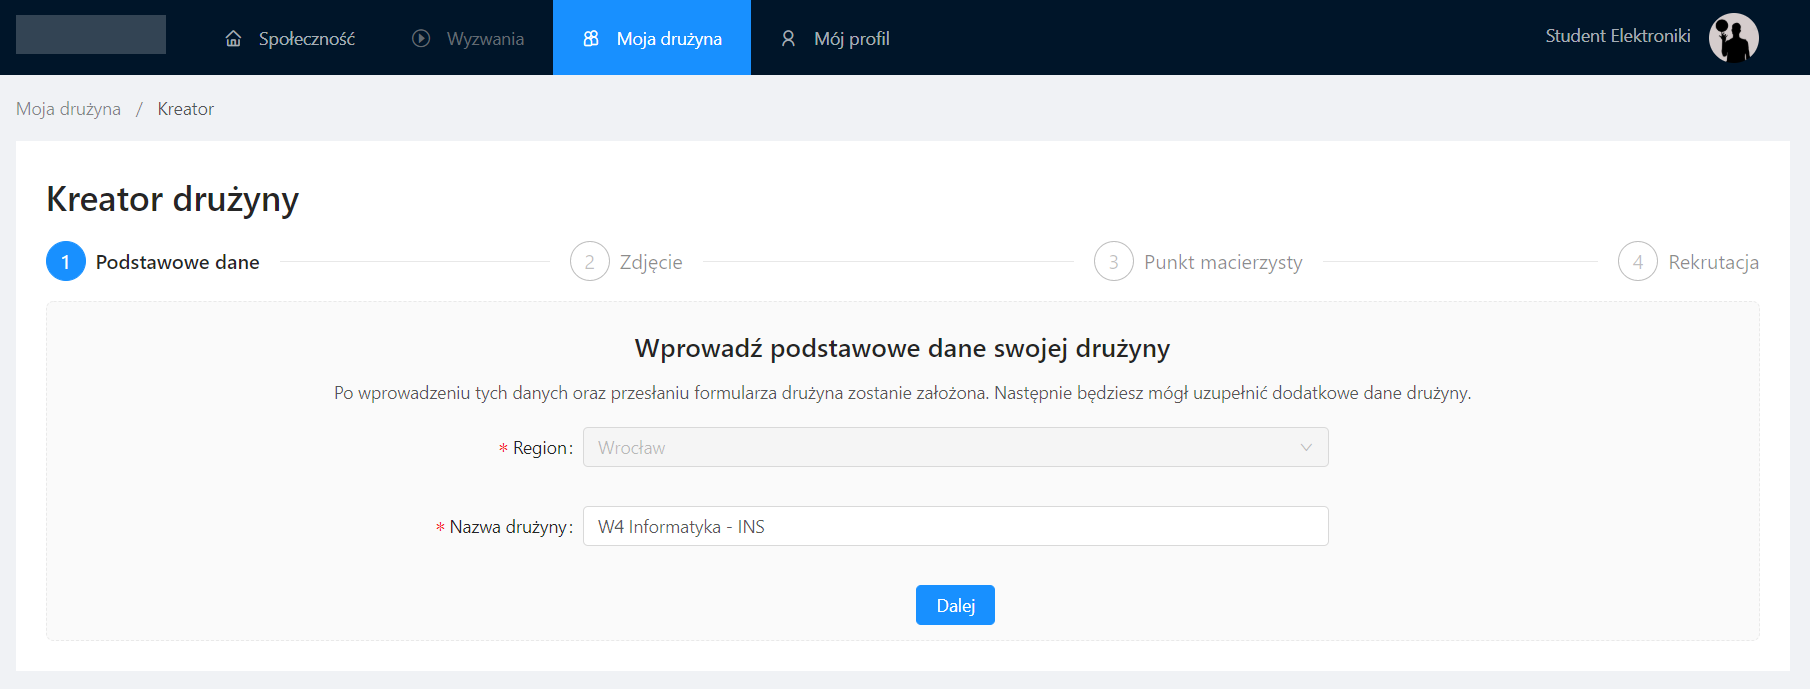 Społeczność Wyzwania Moja drużyna Mój profil Student Elektroniki
Moja drużyna / Kreator
Kreator drużyny
1 Podstawowe dane 2 Zdjęcie 3 Punkt macierzysty 4 Rekrutacja
Wprowadź podstawowe dane swojej drużyny
Po wprowadzeniu tych danych oraz przesłaniu formularza drużyna zostanie założona. Następnie będziesz mógł uzupełnić dodatkowe dane drużyny.
* Region: Wrocław
* Nazwa drużyny: W4 Informatyka - INS
Dalej